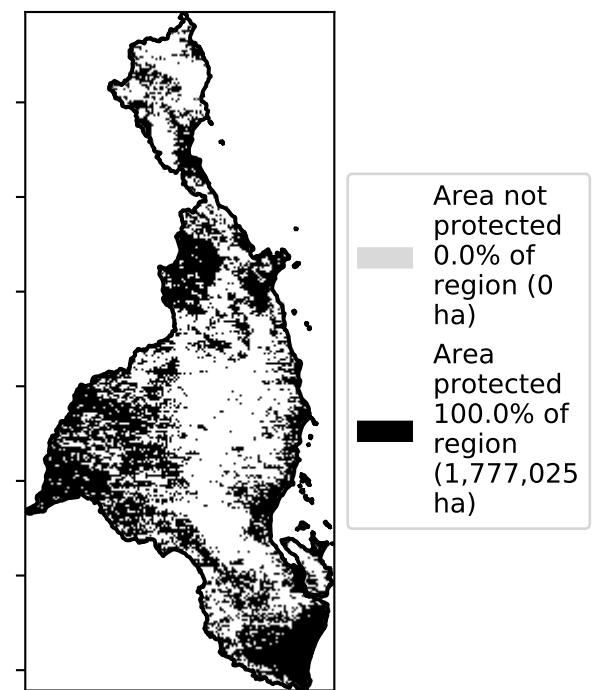 Area not
protected
0.0% of
region (0
ha)
Area
protected
100.0% of
region
(1,777,025
ha)